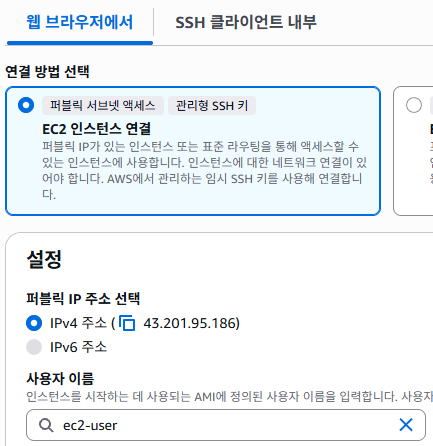 웹 브라우저에서
SSH 클라이언트 내부
연결 방법 선택
퍼블릭 서브넷 액세스
관리형 SSH 키
EC2 인스턴스 연결
퍼블릭 IP가 있는 인스턴스 또는 표준 라우팅을 통해 액세스할 수
있는 인스턴스에 사용합니다. 인스턴스에 대한 네트워크 연결이 있
어야 합니다. AWS에서 관리하는 임시 SSH 키를 사용해 연결합니
다.
설정
퍼블릭 IP 주소 선택
IPv4 주소 ( 43.201.95.186)
IPv6 주소
사용자 이름
인스턴스를 시작하는 데 사용되는 AMI에 정의된 사용자 이름을 입력합니다. 사용자
ec2-user